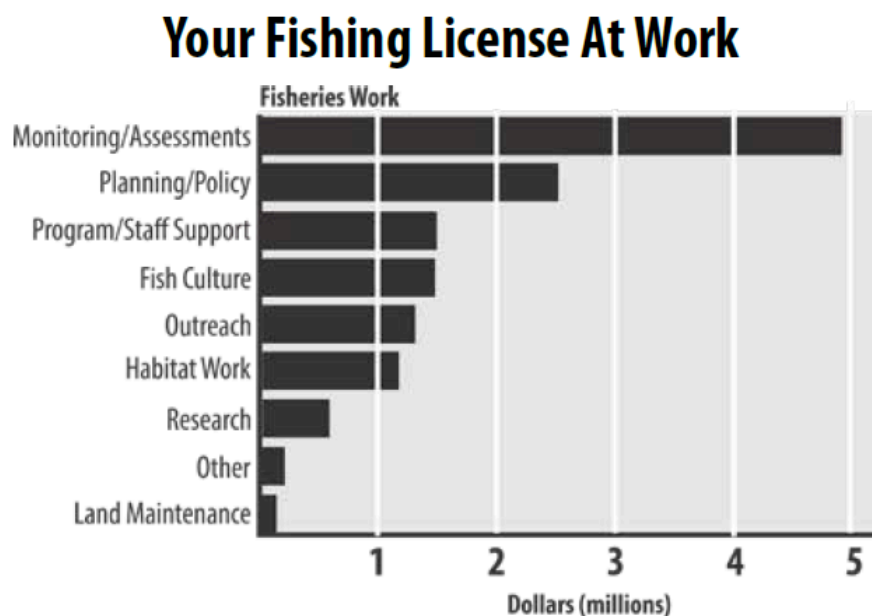 Your Fishing License At Work
Fisheries Work
Monitoring/Assessments
Planning/Policy
Program/Staff Support
Fish Culture
Outreach
Habitat Work
Research
Other
Land Maintenance
1 2 3 4 5
Dollars (millions)